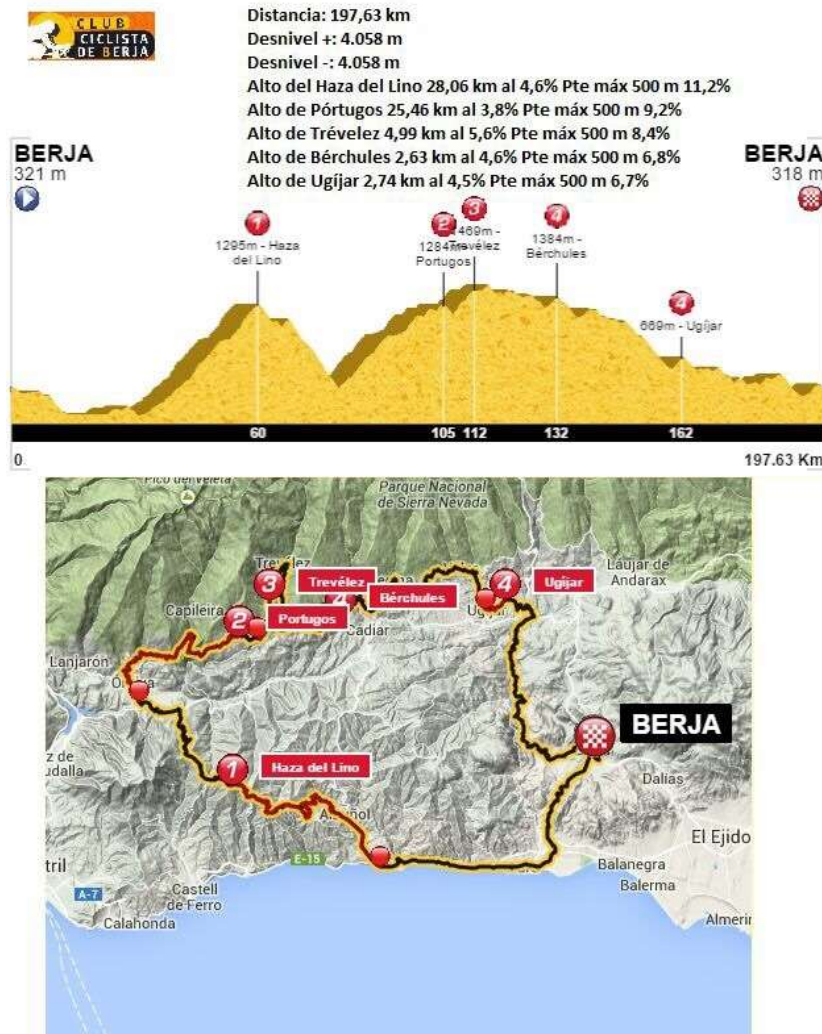 CLUB
CICLISTA
DE BERJA
Distancia: 197,63 km
Desnivel +: 4.058 m
Desnivel -: 4.058 m
Alto del Haza del Lino 28,06 km al 4,6% Pte máx 500 m 11,2%
Alto de Pórtugos 25,46 km al 3,8% Pte máx 500 m 9,2%
Alto de Trévelez 4,99 km al 5,6% Pte máx 500 m 8,4%
Alto de Bérchules 2,63 km al 4,6% Pte máx 500 m 6,8%
Alto de Ugíjar 2,74 km al 4,5% Pte máx 500 m 6,7%
BERJA
321 m
BERJA
318 m
1
2
3
4
4
1295m - Haza
del Lino
1284m-
Portugos
1469m -
Trevélez
1384m -
Bérchules
669m - Ugíjar
60
105
112
132
162
0
197.63 Km
Pico del Veleta
Parque Nacional
de Sierra Nevada
Laujar de
Andarax
3
Trevélez
4
Bérchules
4
Ugíjar
Capileira
2
Portugos
Cadiar
Lanjarón
1
Haza del Lino
BERJA
Dalías
El Ejido
E-15
Balanegra
Balerma
A-7
Castell
de Ferro
Calahonda